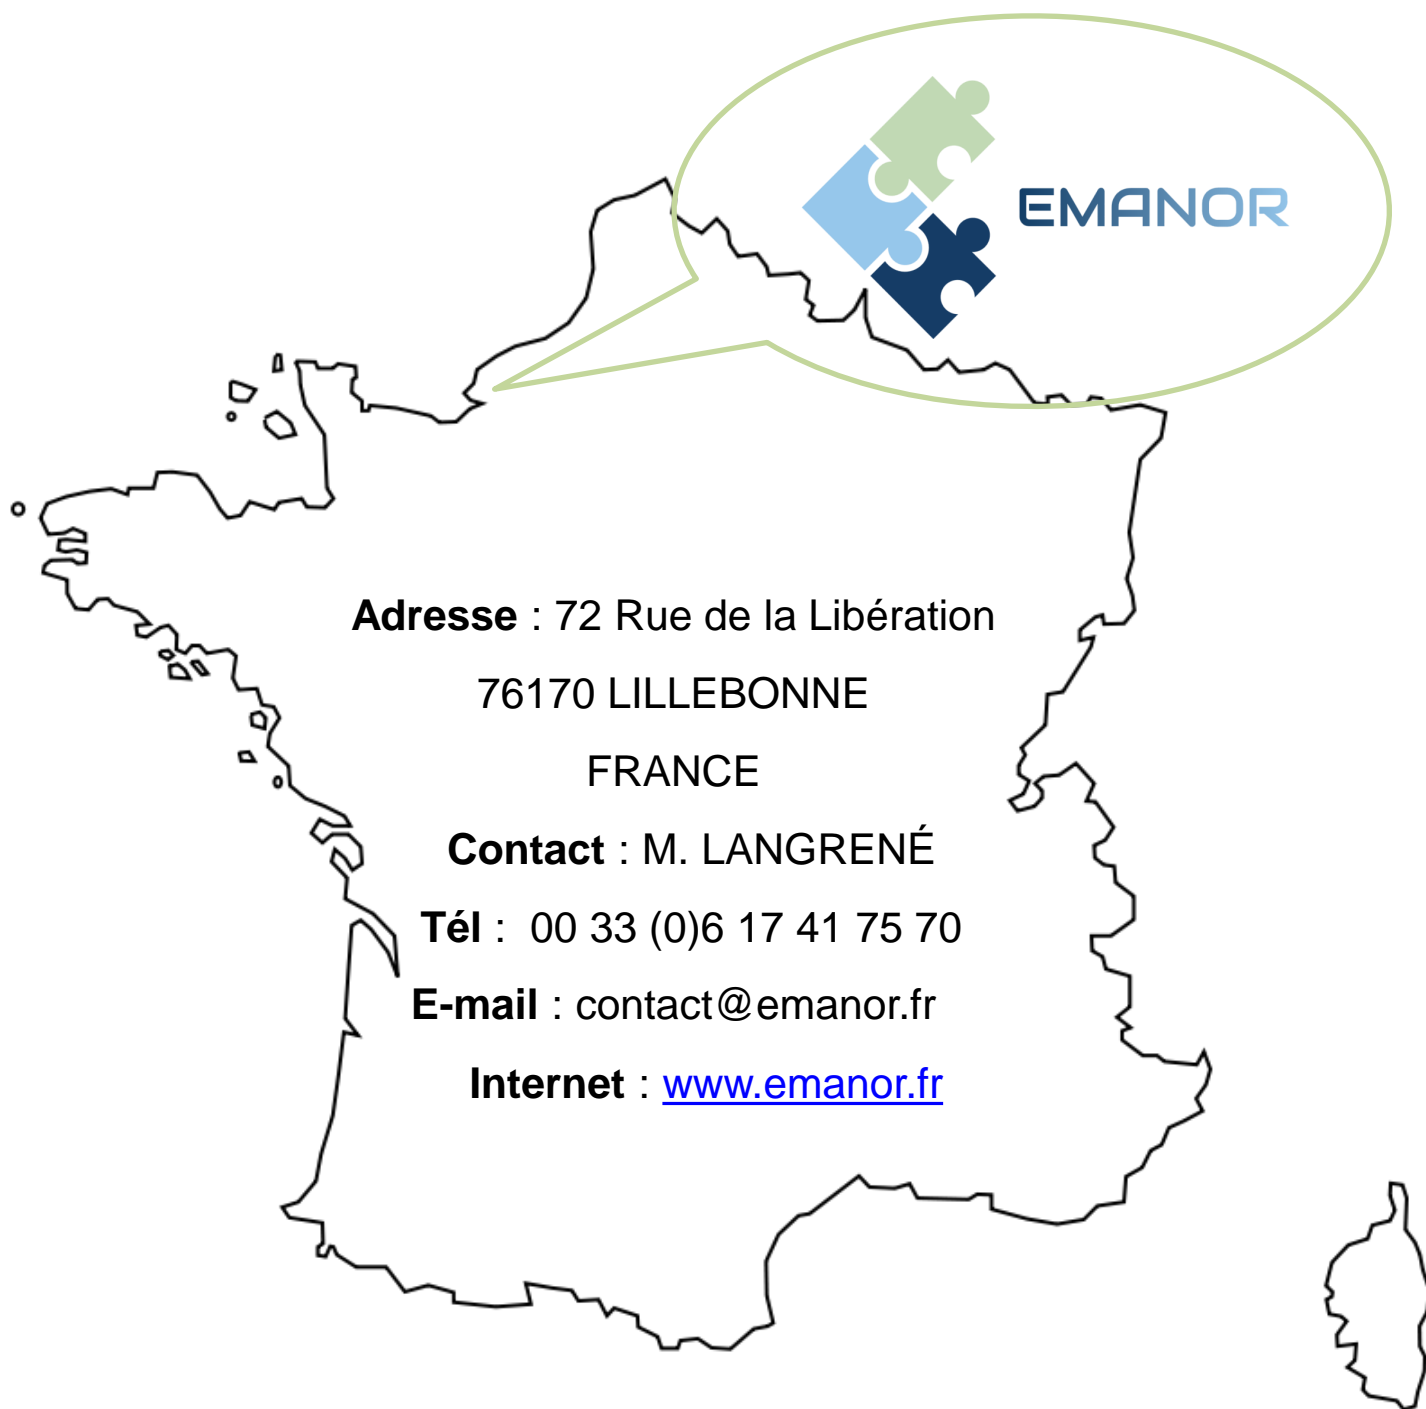 EMANOR
Adresse : 72 Rue de la Libération
76170 LILLEBONNE
FRANCE
Contact : M. LANGRENÉ
Tél :  00 33 (0)6 17 41 75 70
E-mail : contact@emanor.fr
Internet : www.emanor.fr